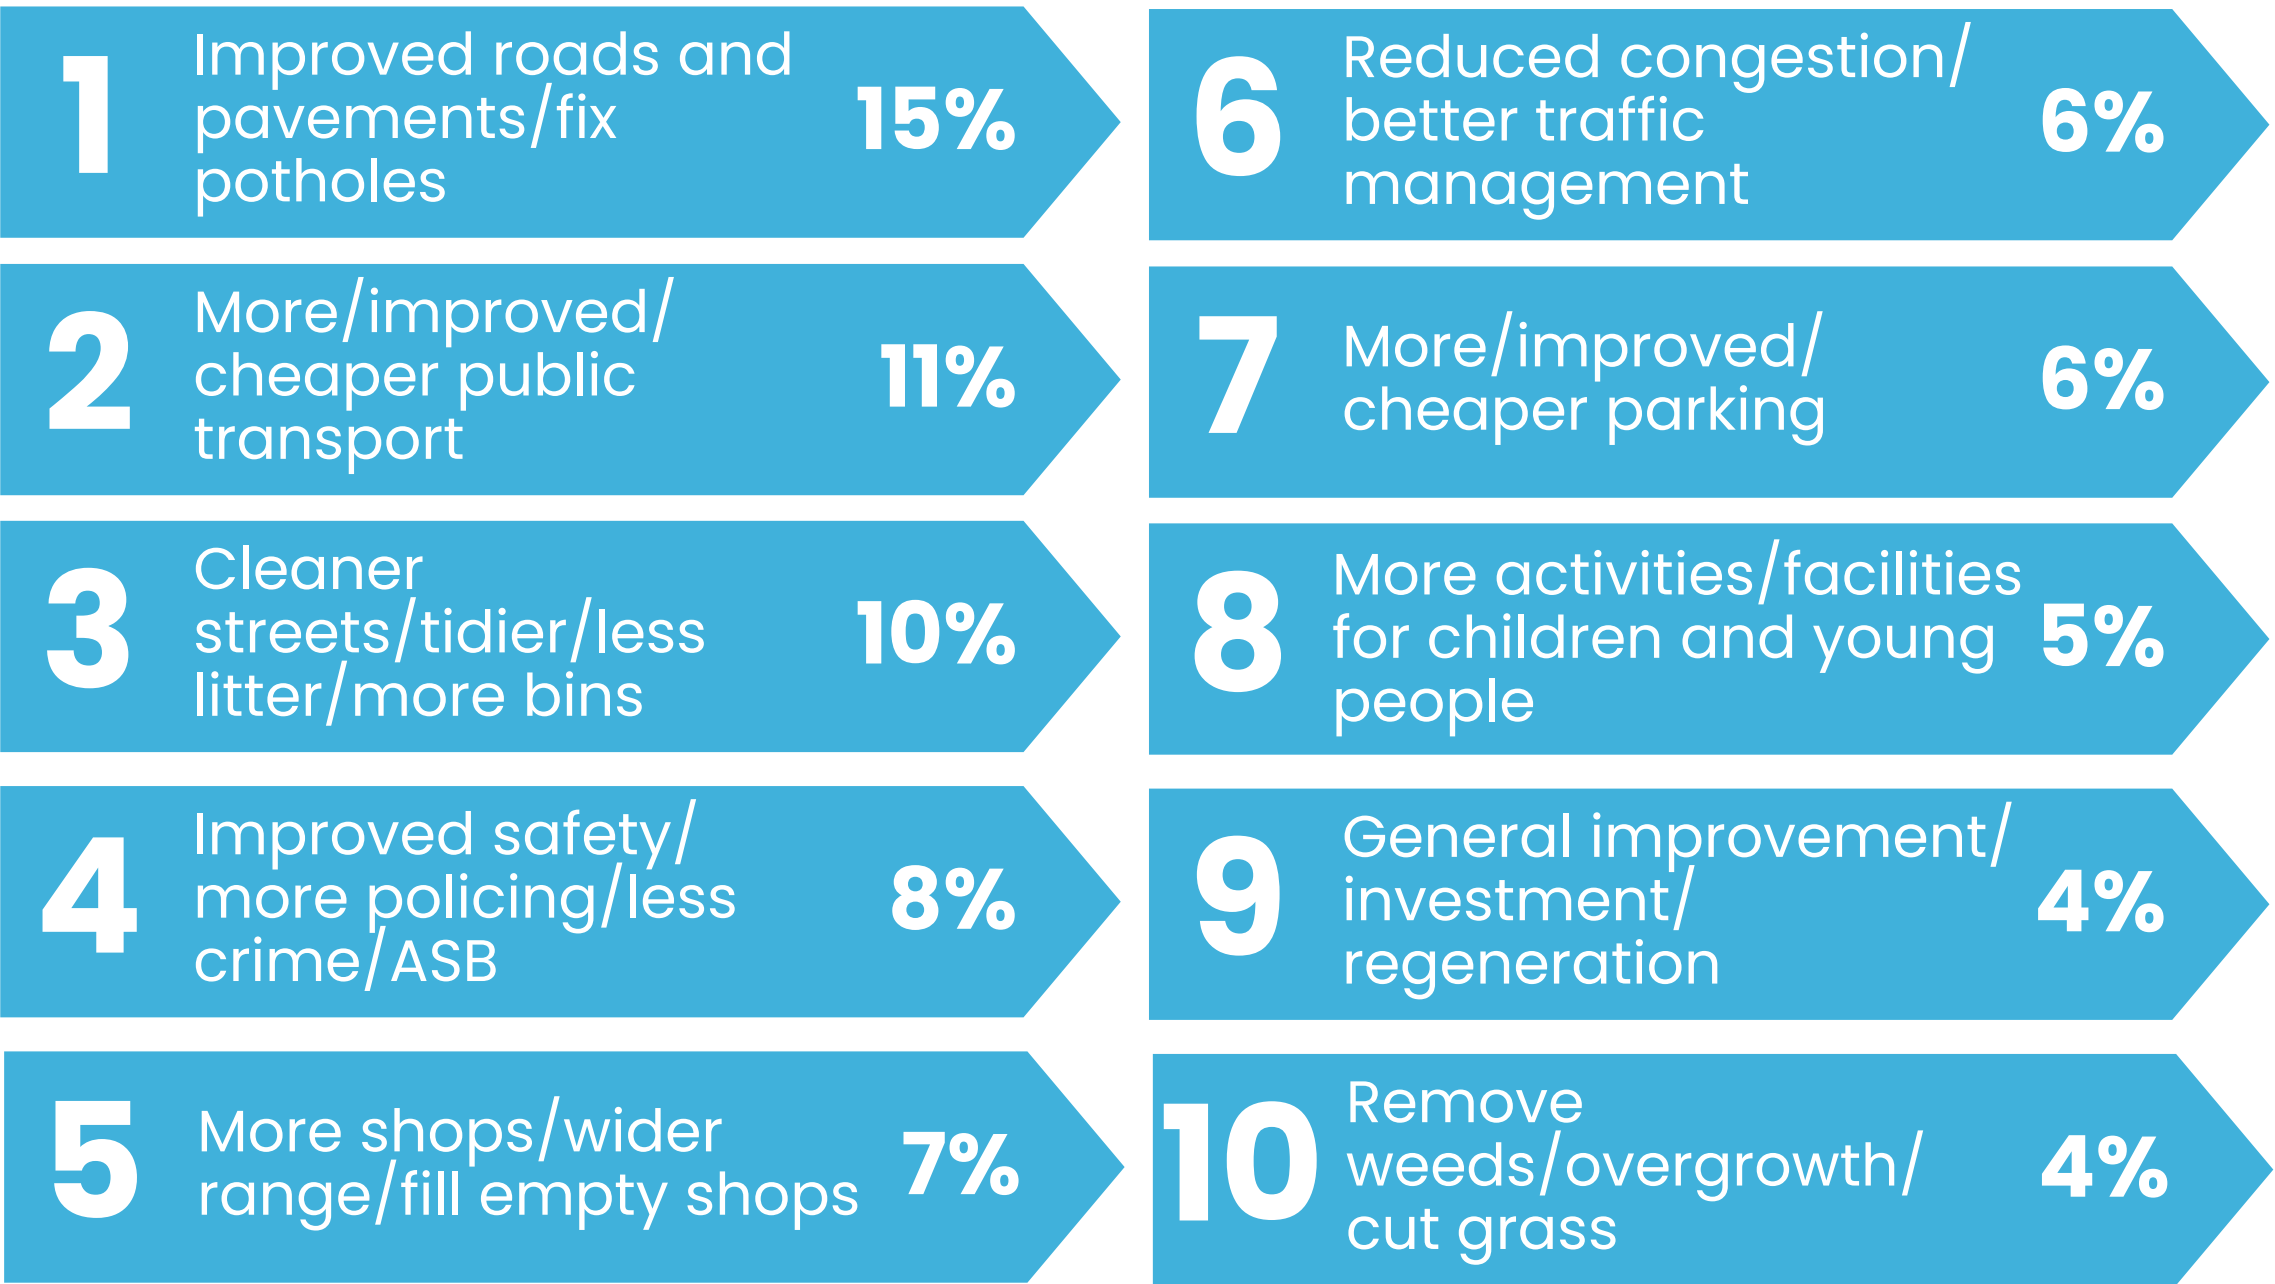 1
Improved roads and
pavements/fix
potholes
15%
2
More/improved/
cheaper public
transport
11%
3
Cleaner
streets/tidier/less
litter/more bins
10%
4
Improved safety/
more policing/less
crime/ASB
8%
5
More shops/wider
range/fill empty shops
7%
6
Reduced congestion/
better traffic
management
6%
7
More/improved/
cheaper parking
6%
8
More activities/facilities
for children and young
people
5%
9
General improvement/
investment/
regeneration
4%
10
Remove
weeds/overgrowth/
cut grass
4%